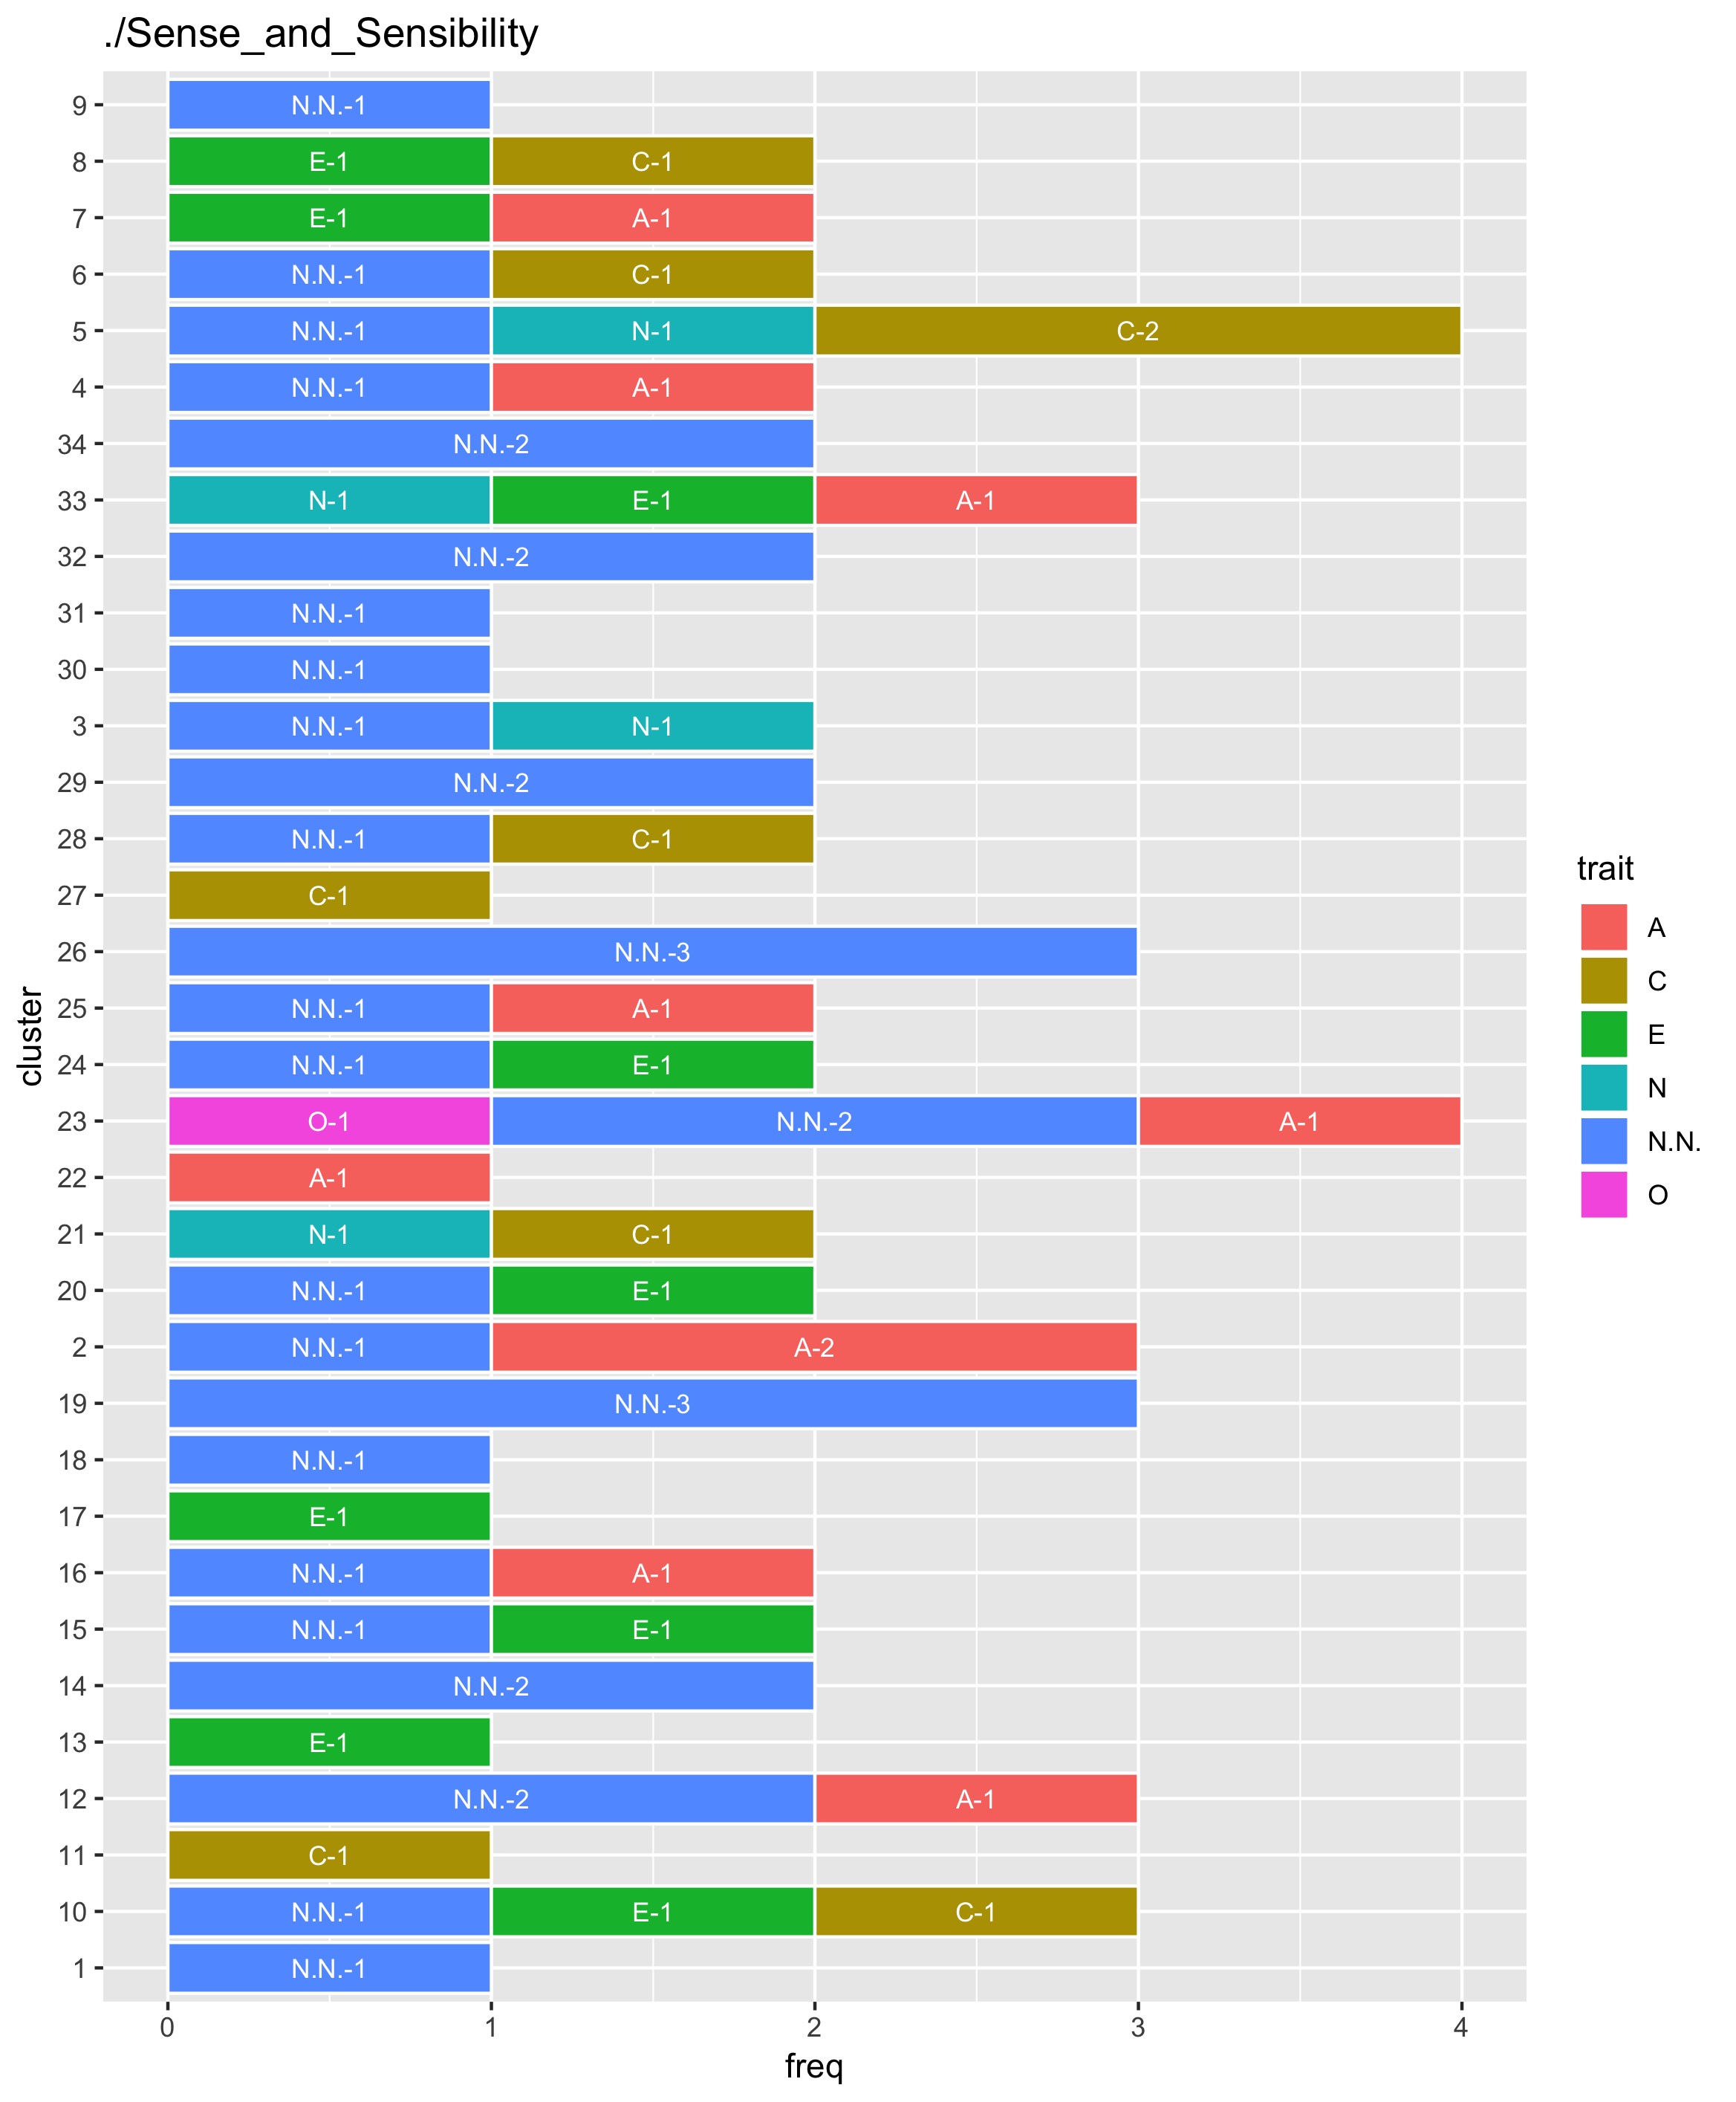 ./Sense_and_Sensibility
9 N.N.-1
8 E-1 C-1
7 E-1 A-1
6 N.N.-1 C-1
5 N.N.-1 N-1 C-2
4 N.N.-1 A-1
34 N.N.-2
33 N-1 E-1 A-1
32 N.N.-2
31 N.N.-1
30 N.N.-1
3 N.N.-1 N-1
29 N.N.-2
28 N.N.-1 C-1
27 C-1
26 N.N.-3
25 N.N.-1 A-1
24 N.N.-1 E-1
23 O-1 N.N.-2 A-1
22 A-1
21 N-1 C-1
20 N.N.-1 E-1
2 N.N.-1 A-2
19 N.N.-3
18 N.N.-1
17 E-1
16 N.N.-1 A-1
15 N.N.-1 E-1
14 N.N.-2
13 E-1
12 N.N.-2 A-1
11 C-1
10 N.N.-1 E-1 C-1
1 N.N.-1
0 1 2 3 4
freq
cluster
trait
A
C
E
N
N.N.
O